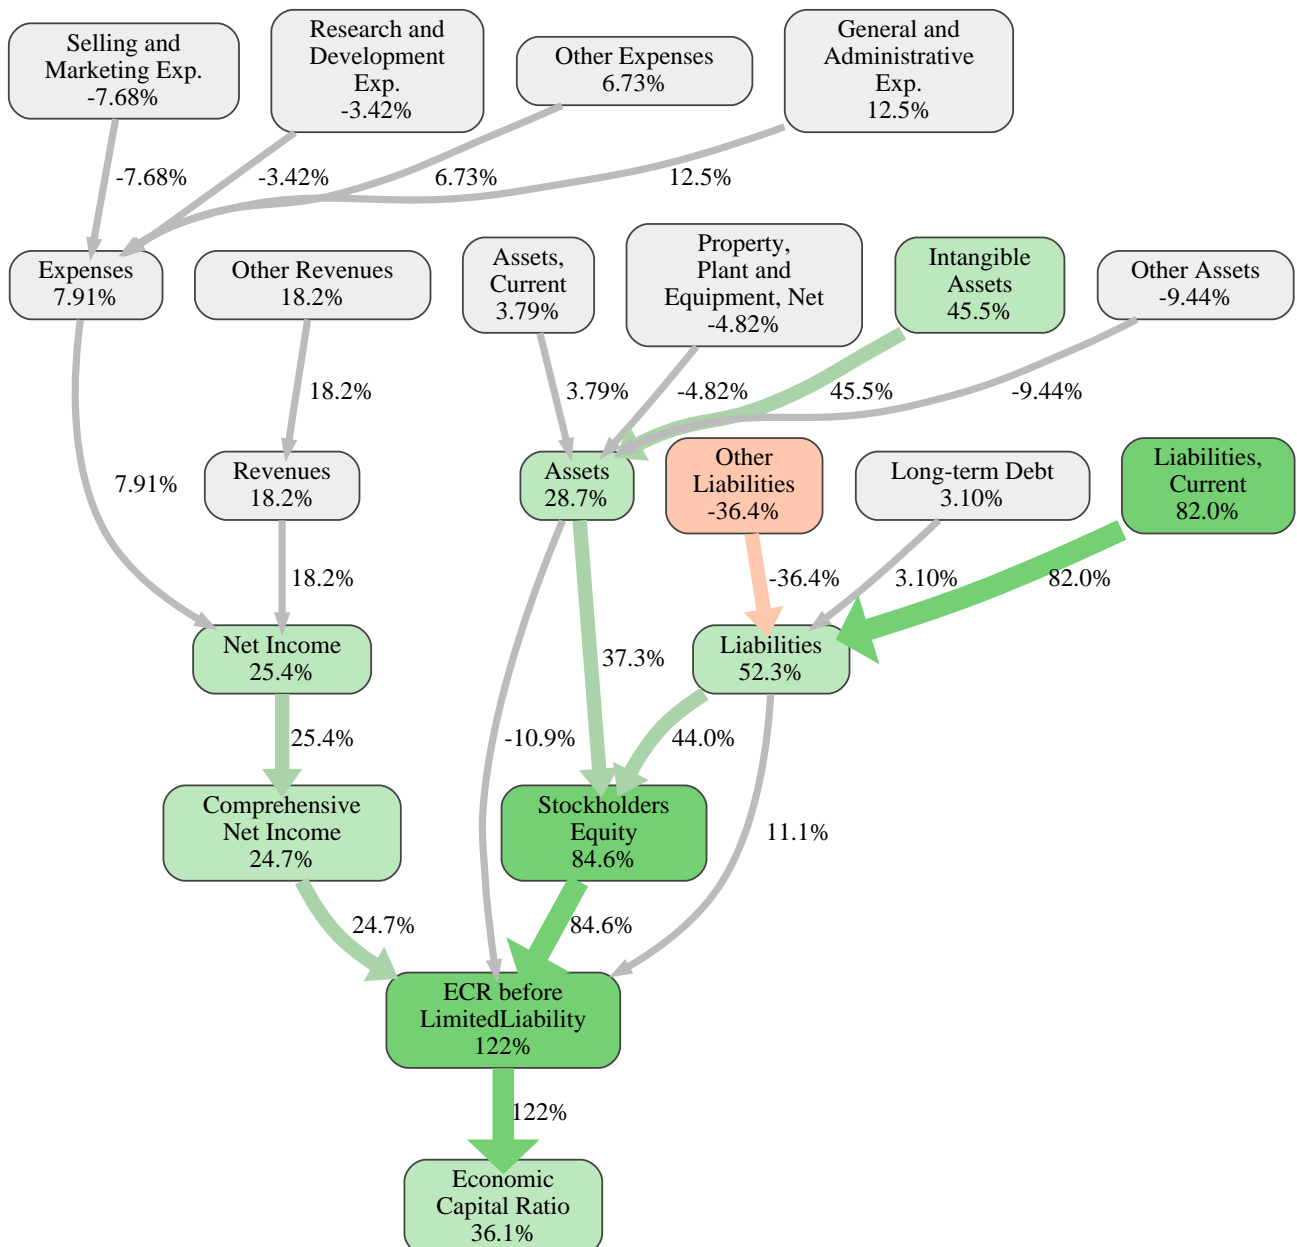 Selling and
Marketing Exp.
-7.68%
Research and
Development
Exp.
-3.42%
Other Expenses
6.73%
General and
Administrative
Exp.
12.5%
-7.68%
-3.42%
6.73%
12.5%
Expenses
7.91%
Other Revenues
18.2%
Assets,
Current
3.79%
Property,
Plant and
Equipment, Net
-4.82%
Intangible
Assets
45.5%
Other Assets
-9.44%
18.2%
3.79%
-4.82%
45.5%
-9.44%
7.91%
Revenues
18.2%
Assets
28.7%
Other
Liabilities
-36.4%
Long-term Debt
3.10%
Liabilities,
Current
82.0%
18.2%
-36.4%
3.10%
82.0%
Net Income
25.4%
37.3%
Liabilities
52.3%
25.4%
-10.9%
44.0%
Comprehensive
Net Income
24.7%
Stockholders
Equity
84.6%
11.1%
24.7%
84.6%
ECR before
LimitedLiability
122%
122%
Economic
Capital Ratio
36.1%